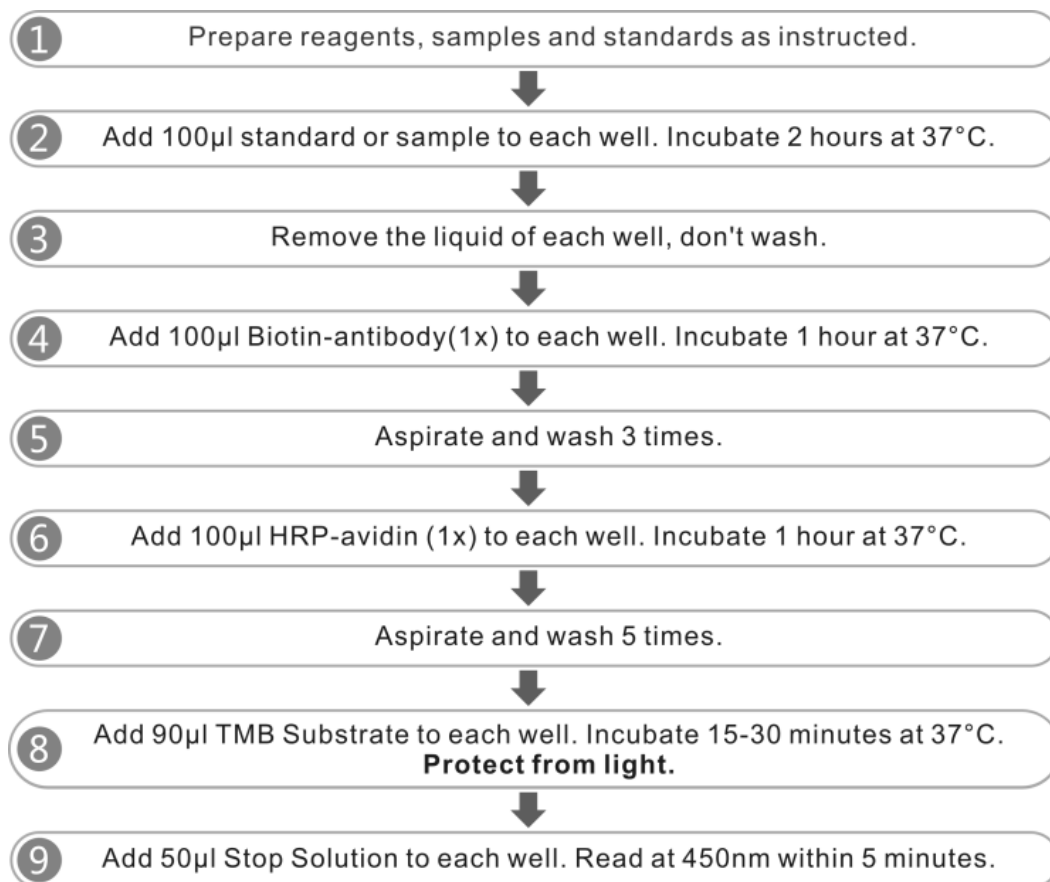 1 Prepare reagents, samples and standards as instructed.
2 Add 100µl standard or sample to each well. Incubate 2 hours at 37°C.
3 Remove the liquid of each well, don't wash.
4 Add 100µl Biotin-antibody(1x) to each well. Incubate 1 hour at 37°C.
5 Aspirate and wash 3 times.
6 Add 100µl HRP-avidin (1x) to each well. Incubate 1 hour at 37°C.
7 Aspirate and wash 5 times.
8 Add 90µl TMB Substrate to each well. Incubate 15-30 minutes at 37°C.
Protect from light.
9 Add 50µl Stop Solution to each well. Read at 450nm within 5 minutes.